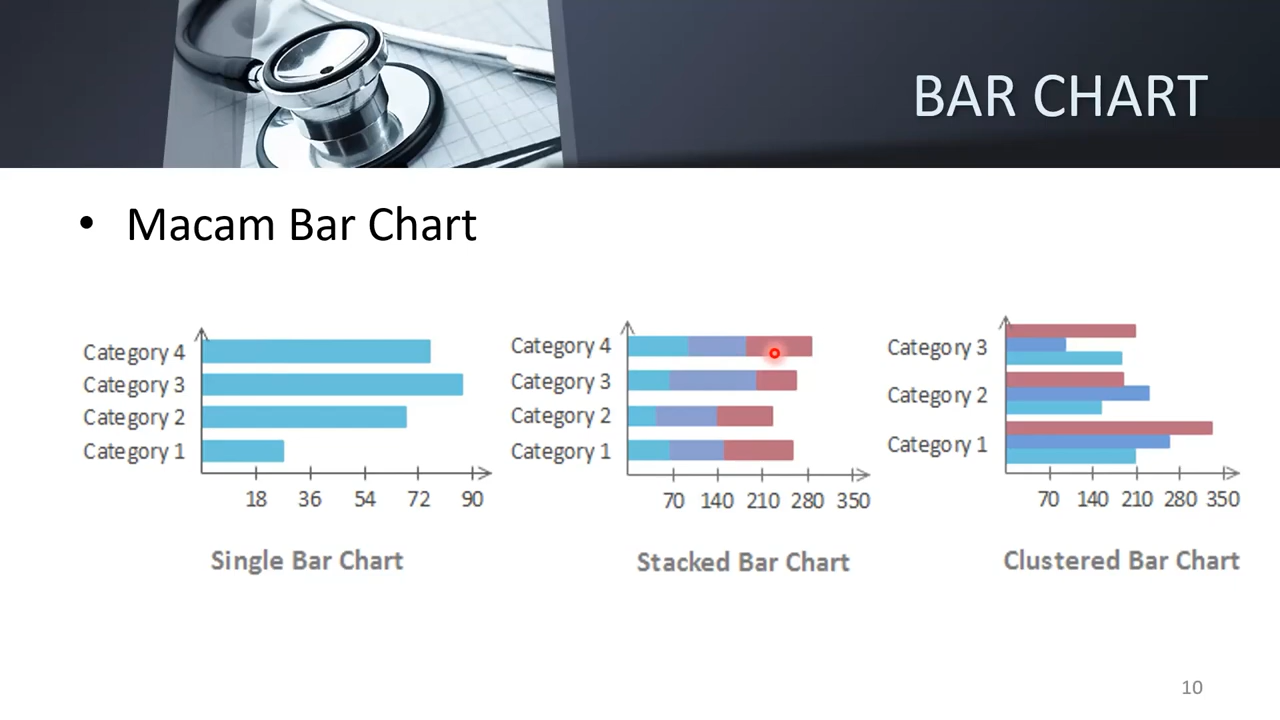 BAR CHART
• Macam Bar Chart
Category 4
Category 3
Category 2
Category 1
18 36 54 72 90
Single Bar Chart
Category 4
Category 3
Category 2
Category 1
70 140 210 280 350
Stacked Bar Chart
Category 3
Category 2
Category 1
70 140 210 280 350
Clustered Bar Chart
10